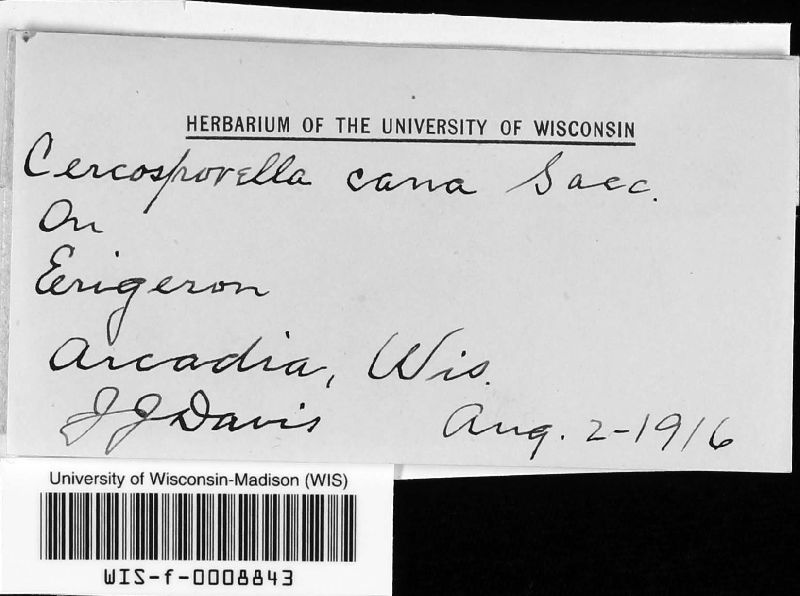 HERBARIUM OF THE UNIVERSITY OF WISCONSIN
Cercosporella cana Sacc.
On
Erigeron
Arcadia, Wis.
JJ Davis Aug. 2-1916
University of Wisconsin-Madison (WIS)
WIS-f-0008843